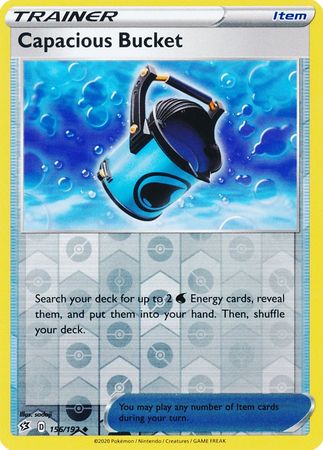 TRAINER Item
Capacious Bucket
Search your deck for up to 2 Energy cards, reveal
them, and put them into your hand. Then, shuffle
your deck.
Illus. sadaji
D 156/192
You may play any number of Item cards
during your turn.
©2020 Pokémon / Nintendo / Creatures / GAME FREAK